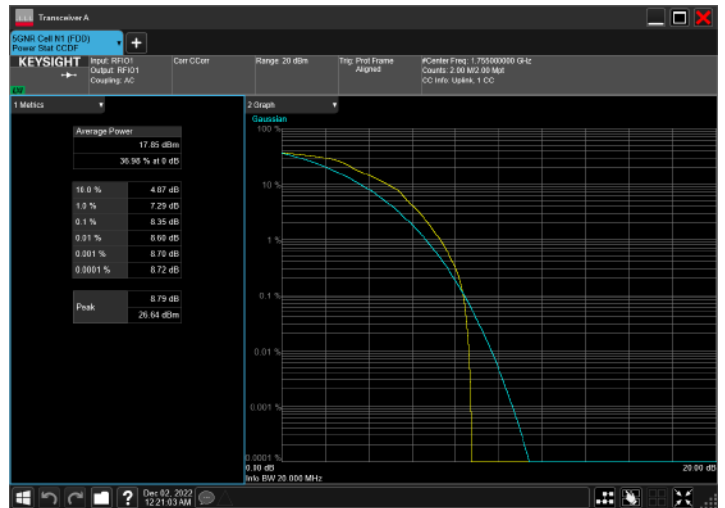 Transceiver A
5GNR Cell N1 (FDD)
Power Stat CCDF
KEYSIGHT
Input: RFIO1
Output: RFIO1
Coupling: AC
Corr CCorr
Range: 20 dBm
Trig: Prot Frame
Aligned
#Center Freq: 1.755000000 GHz
Counts: 2.00 M/2.00 Mpt
CC Info: Uplink, 1 CC
1 Metrics
Average Power
17.85 dBm
36.98 % at 0 dB
10.0 % 4.87 dB
1.0 % 7.29 dB
0.1 % 8.35 dB
0.01 % 8.60 dB
0.001 % 8.70 dB
0.0001 % 8.72 dB
Peak
8.79 dB
26.64 dBm
2 Graph
Gaussian
100 %
10 %
1 %
0.1 %
0.01 %
0.001 %
0.0001 %
0.00 dB
20.00 dB
Info BW 20.000 MHz
Dec 02, 2022
12:21:03 AM